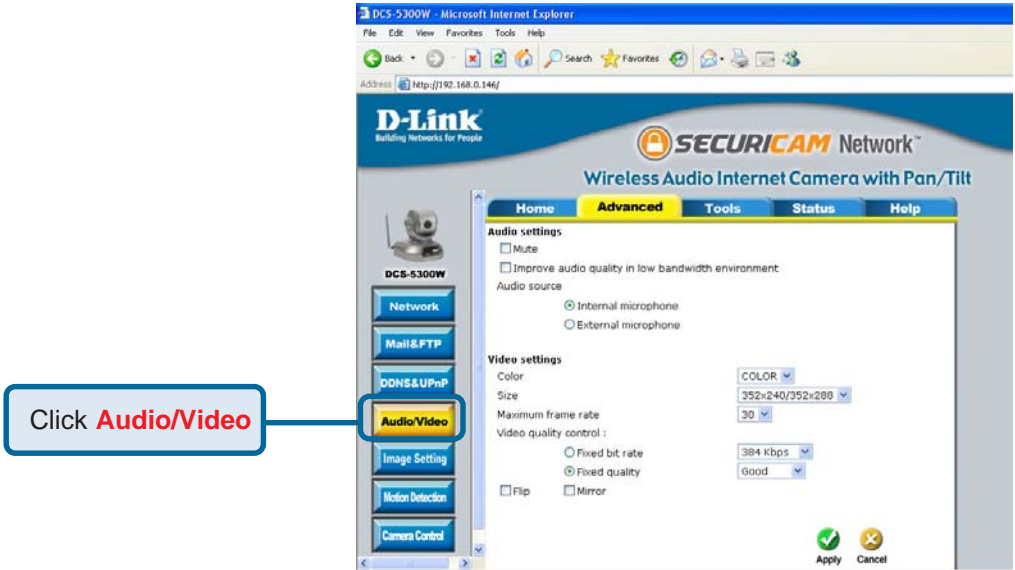 DCS-5300W - Microsoft Internet Explorer
File Edit View Favorites Tools Help
Back Search Favorites
Address http://192.168.0.146/
D-Link
Building Networks for People
SECURICAM Network™
Wireless Audio Internet Camera with Pan/Tilt
Home Advanced Tools Status Help
DCS-5300W
Network
Mail&FTP
DDNS&UPnP
Audio/Video
Image Setting
Motion Detection
Camera Control
Click Audio/Video
Audio settings
Mute
Improve audio quality in low bandwidth environment
Audio source
Internal microphone
External microphone
Video settings
Color COLOR
Size 352x240/352x288
Maximum frame rate 30
Video quality control :
Fixed bit rate 384 Kbps
Fixed quality Good
Flip Mirror
Apply Cancel